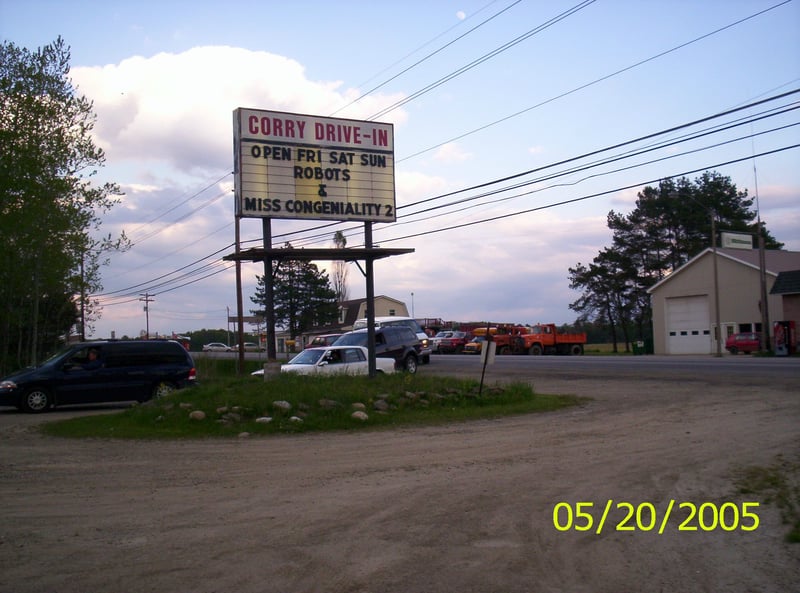 CORRY DRIVE-IN
OPEN FRI SAT SUN
ROBOTS
&
MISS CONGENIALITY 2
05/20/2005